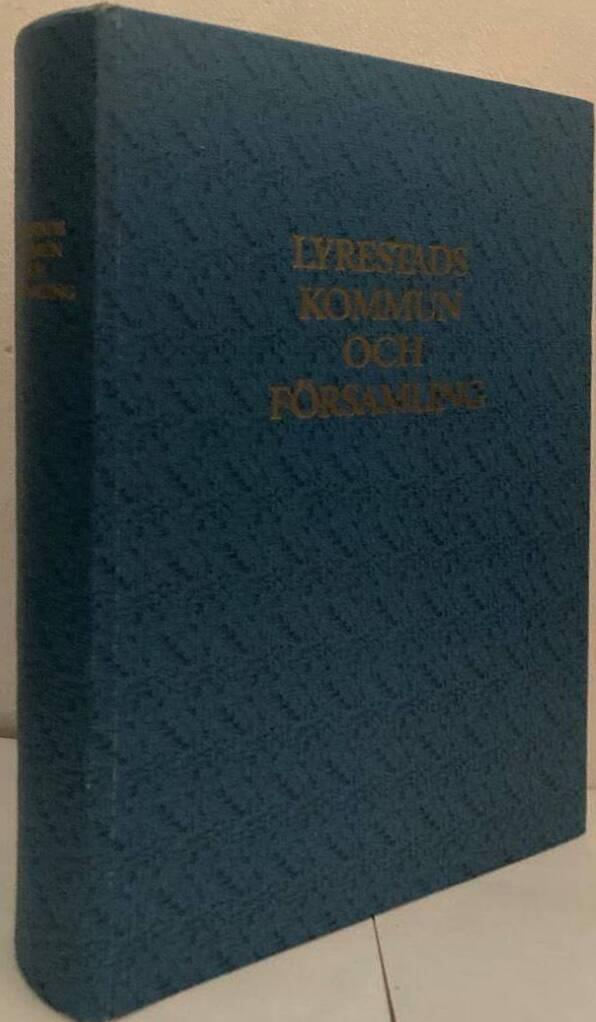 LYRESTADS
KOMMUN
OCH
FÖRSAMLING